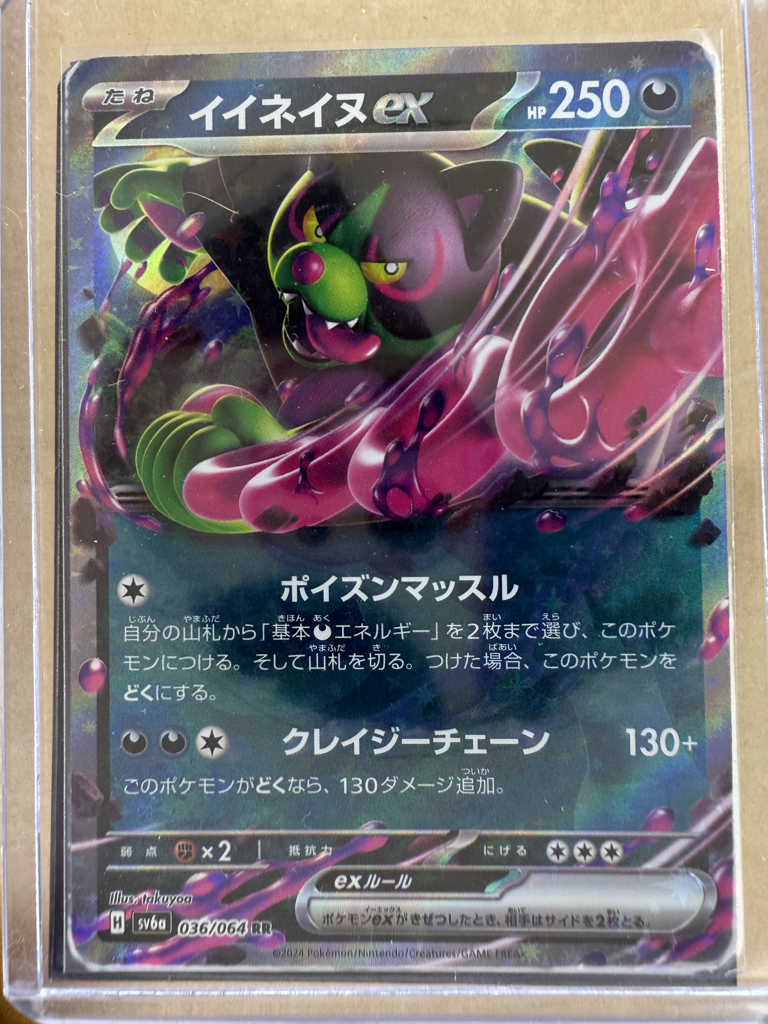 たね イイネイヌex HP 250
ポイズンマッスル
自分の山札から「基本エネルギー」を2枚まで選び、このポケ
モンにつける。そして山札を切る。つけた場合、このポケモンを
どくにする。
クレイジーチェーン 130+
このポケモンがどくなら、130ダメージ追加。
弱点 ×2 抵抗力 にげる
exルール
ポケモンexがきぜつしたとき、相手はサイドを2枚とる。
Illus. takuyoa
H sv6a 036/064 RR
©2024 Pokémon/Nintendo/Creatures/GAME FREAK